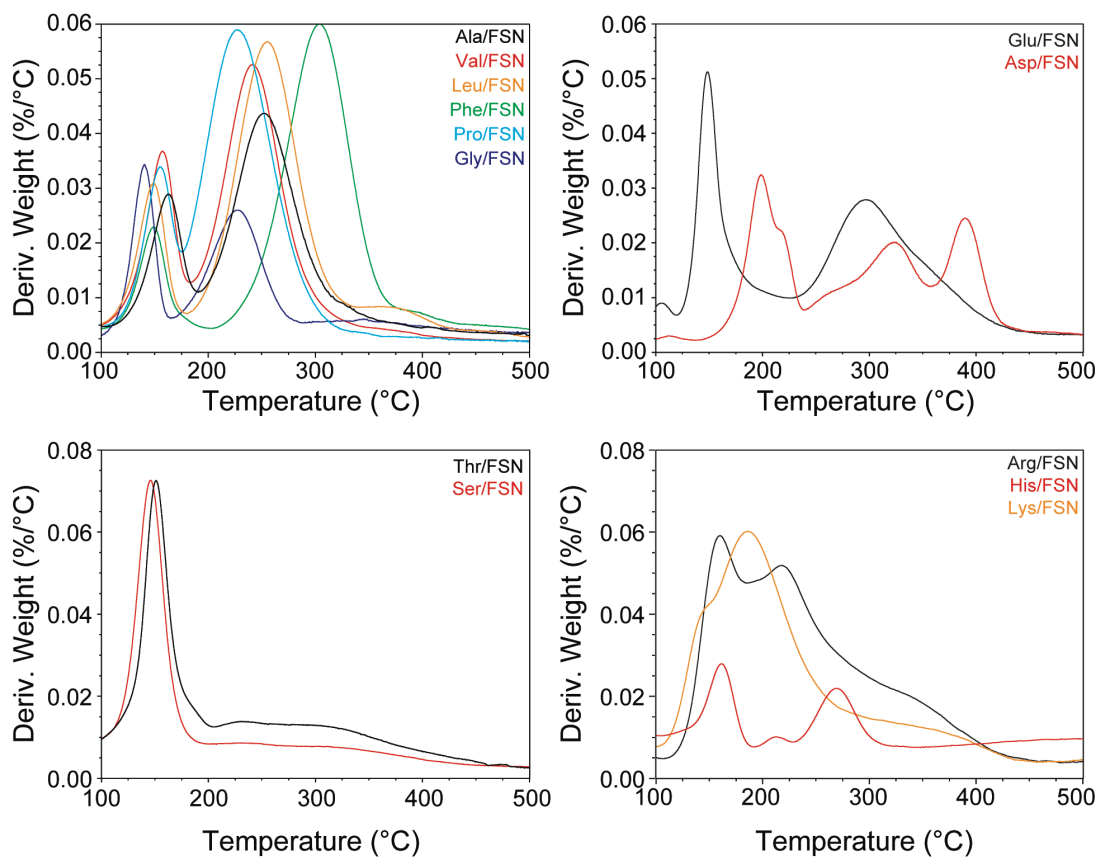 Deriv. Weight (%/°C)
0.06
0.05
0.04
0.03
0.02
0.01
0.00
Ala/FSN
Val/FSN
Leu/FSN
Phe/FSN
Pro/FSN
Gly/FSN
100
200
300
400
500
Temperature (°C)
Deriv. Weight (%/°C)
0.06
0.05
0.04
0.03
0.02
0.01
0.00
Glu/FSN
Asp/FSN
100
200
300
400
500
Temperature (°C)
Deriv. Weight (%/°C)
0.08
0.06
0.04
0.02
0.00
Thr/FSN
Ser/FSN
100
200
300
400
500
Temperature (°C)
Deriv. Weight (%/°C)
0.08
0.06
0.04
0.02
0.00
Arg/FSN
His/FSN
Lys/FSN
100
200
300
400
500
Temperature (°C)